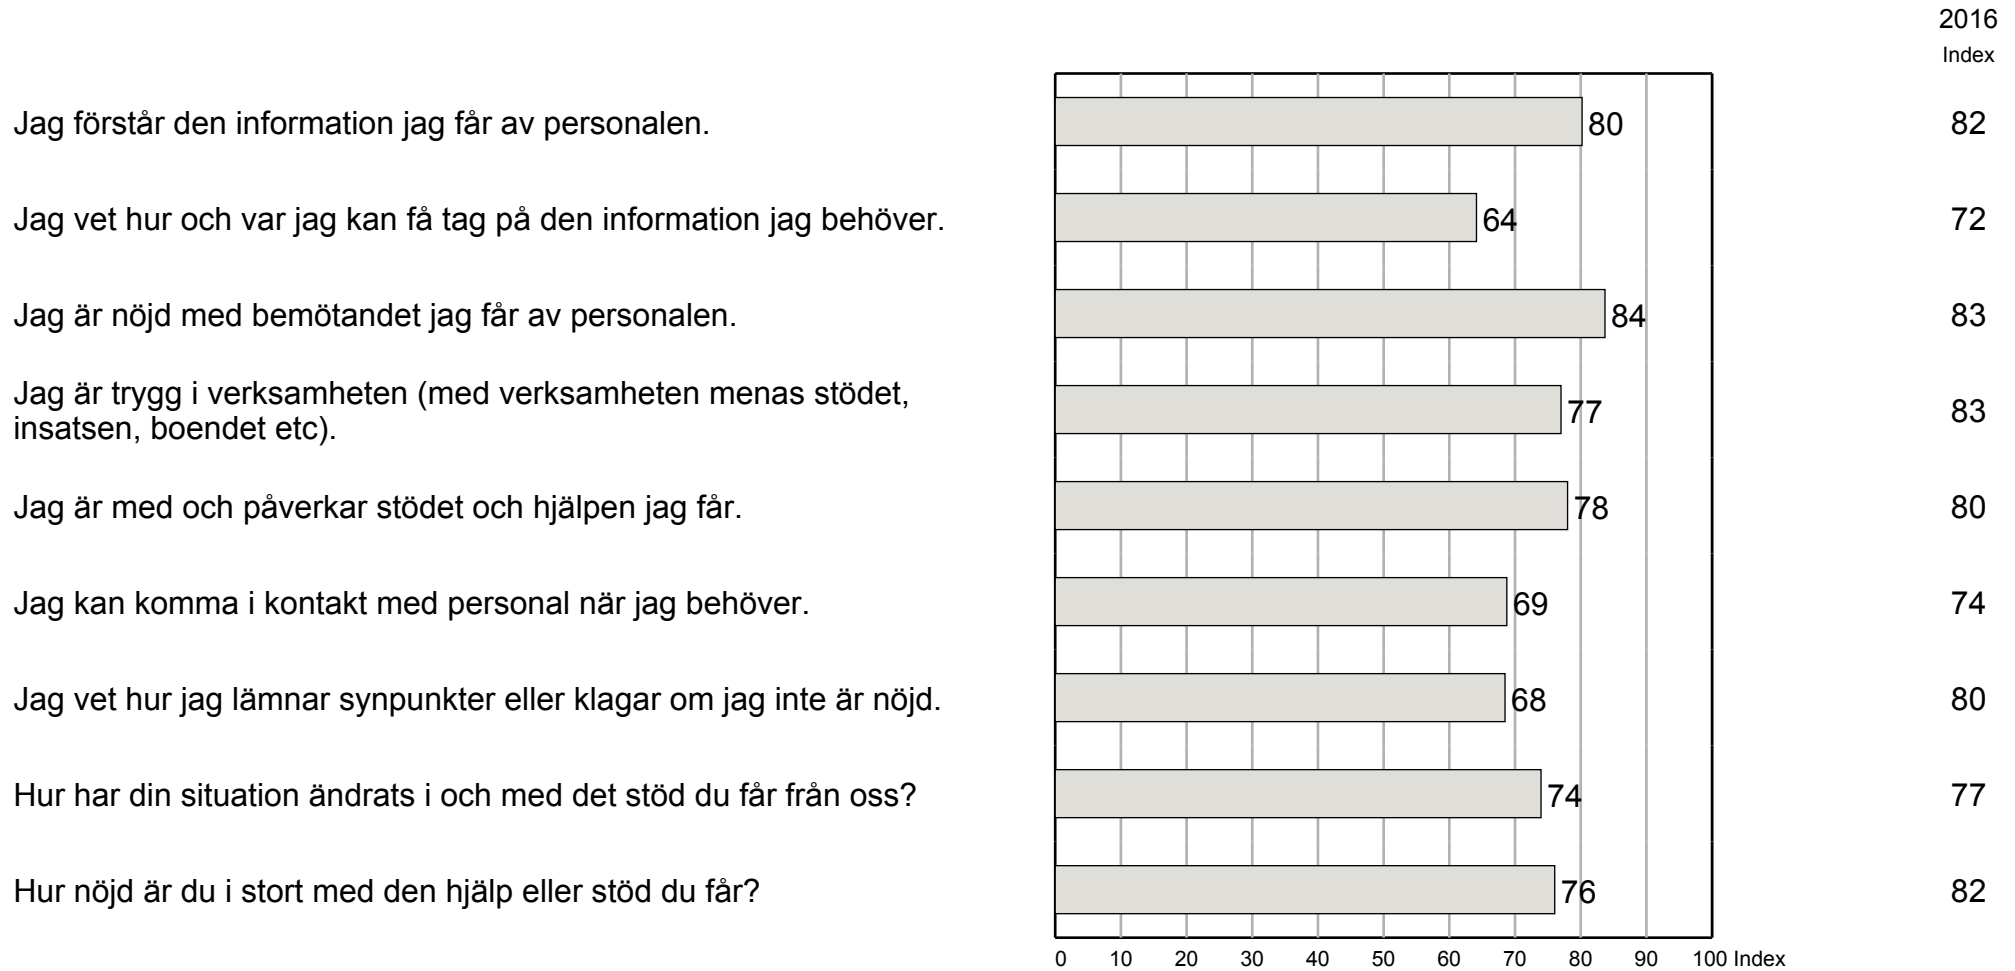 2016
Index
Jag förstår den information jag får av personalen. 80 82
Jag vet hur och var jag kan få tag på den information jag behöver. 64 72
Jag är nöjd med bemötandet jag får av personalen. 84 83
Jag är trygg i verksamheten (med verksamheten menas stödet,
insatsen, boendet etc). 77 83
Jag är med och påverkar stödet och hjälpen jag får. 78 80
Jag kan komma i kontakt med personal när jag behöver. 69 74
Jag vet hur jag lämnar synpunkter eller klagar om jag inte är nöjd. 68 80
Hur har din situation ändrats i och med det stöd du får från oss? 74 77
Hur nöjd är du i stort med den hjälp eller stöd du får? 76 82
0 10 20 30 40 50 60 70 80 90 100 Index